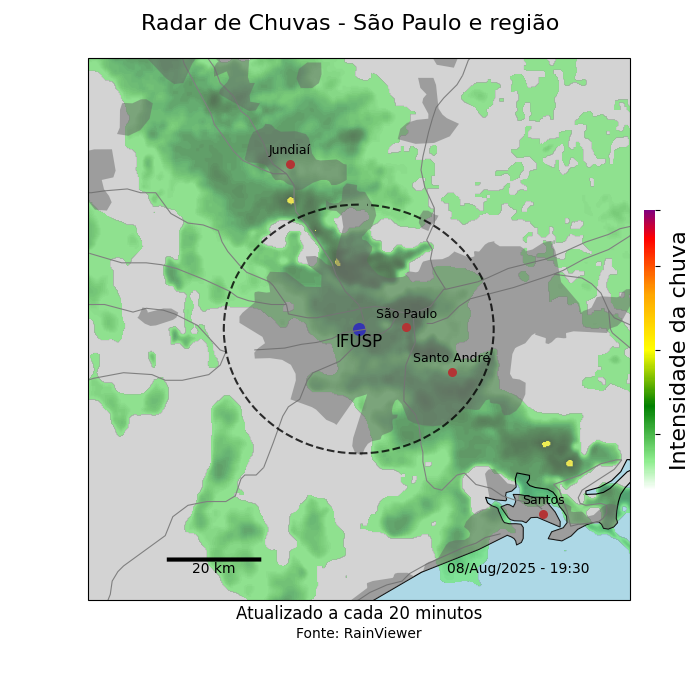 Radar de Chuvas - São Paulo e região
Jundiaí
São Paulo
IFUSP
Santo André
Santos
20 km
08/Aug/2025 - 19:30
Intensidade da chuva
Atualizado a cada 20 minutos
Fonte: RainViewer